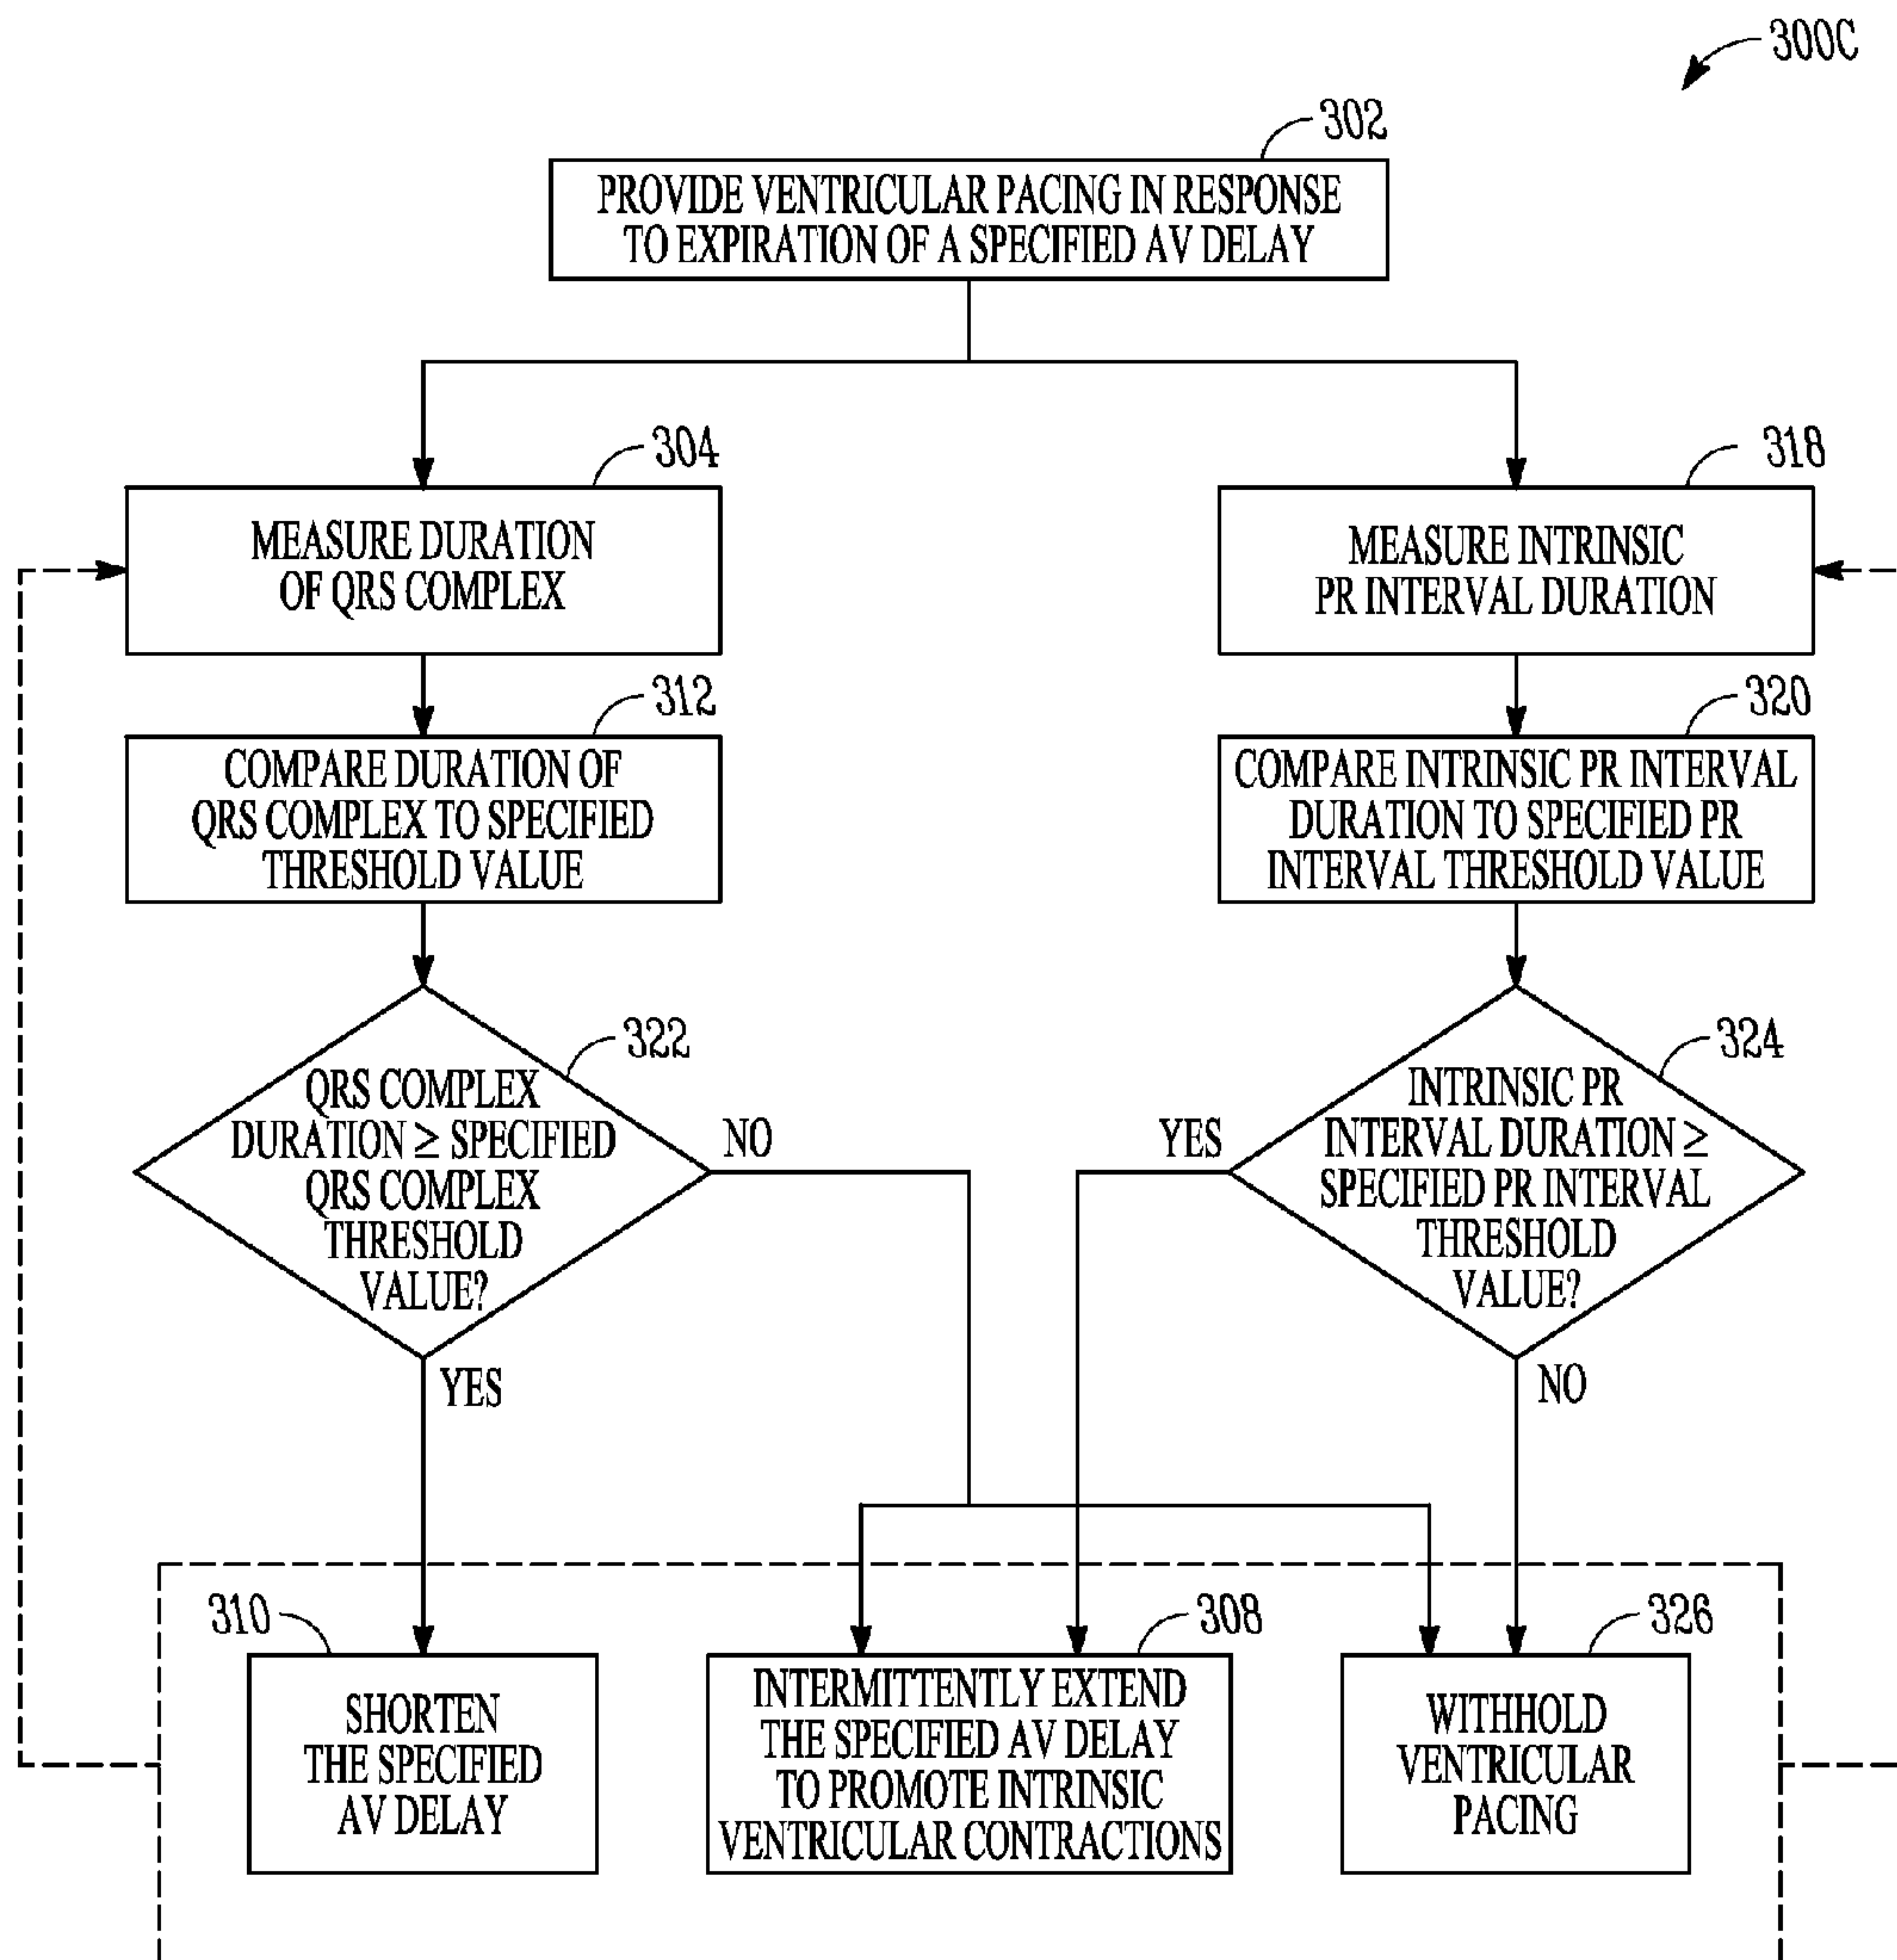 300C
302
PROVIDE VENTRICULAR PACING IN RESPONSE
TO EXPIRATION OF A SPECIFIED AV DELAY
304
MEASURE DURATION
OF QRS COMPLEX
318
MEASURE INTRINSIC
PR INTERVAL DURATION
312
COMPARE DURATION OF
QRS COMPLEX TO SPECIFIED
THRESHOLD VALUE
320
COMPARE INTRINSIC PR INTERVAL
DURATION TO SPECIFIED PR
INTERVAL THRESHOLD VALUE
322
QRS COMPLEX
DURATION ≥ SPECIFIED
QRS COMPLEX
THRESHOLD
VALUE?
NO
YES
324
INTRINSIC PR
INTERVAL DURATION ≥
SPECIFIED PR INTERVAL
THRESHOLD
VALUE?
YES
NO
310
SHORTEN
THE SPECIFIED
AV DELAY
308
INTERMITTENTLY EXTEND
THE SPECIFIED AV DELAY
TO PROMOTE INTRINSIC
VENTRICULAR CONTRACTIONS
326
WITHHOLD
VENTRICULAR
PACING